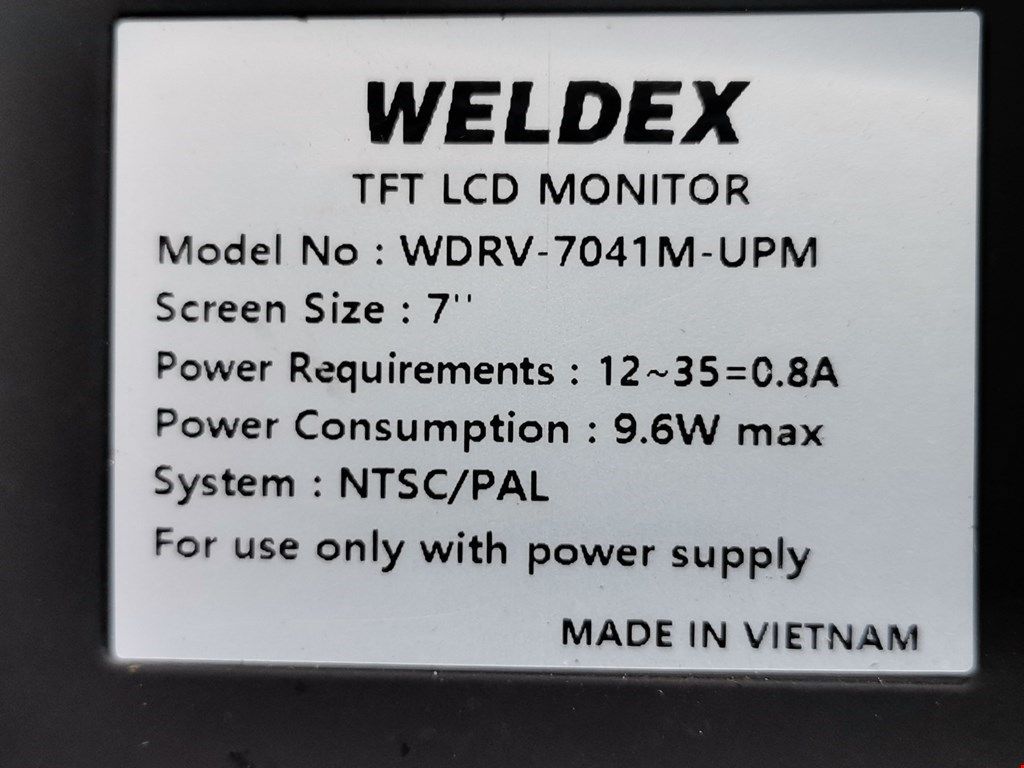 WELDEX
TFT LCD MONITOR
Model No : WDRV-7041M-UPM
Screen Size : 7''
Power Requirements : 12~35=0.8A
Power Consumption : 9.6W max
System : NTSC/PAL
For use only with power supply
MADE IN VIETNAM